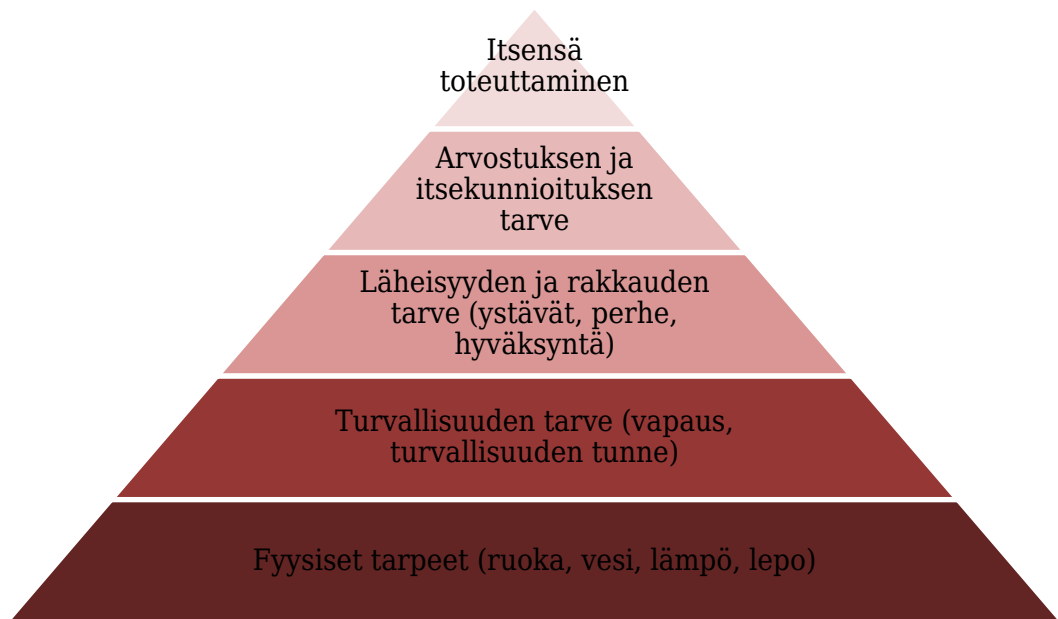 Itsensä
toteuttaminen
Arvostuksen ja
itsekunnioituksen
tarve
Läheisyyden ja rakkauden
tarve (ystävät, perhe,
hyväksyntä)
Turvallisuuden tarve (vapaus,
turvallisuuden tunne)
Fyysiset tarpeet (ruoka, vesi, lämpö, lepo)